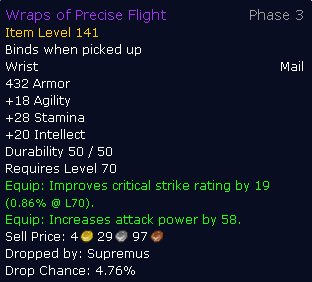 Wraps of Precise Flight Phase 3
Item Level 141
Binds when picked up
Wrist Mail
432 Armor
+18 Agility
+28 Stamina
+20 Intellect
Durability 50 / 50
Requires Level 70
Equip: Improves critical strike rating by 19
(0.86% @ L70).
Equip: Increases attack power by 58.
Sell Price: 4 29 97
Dropped by: Supremus
Drop Chance: 4.76%